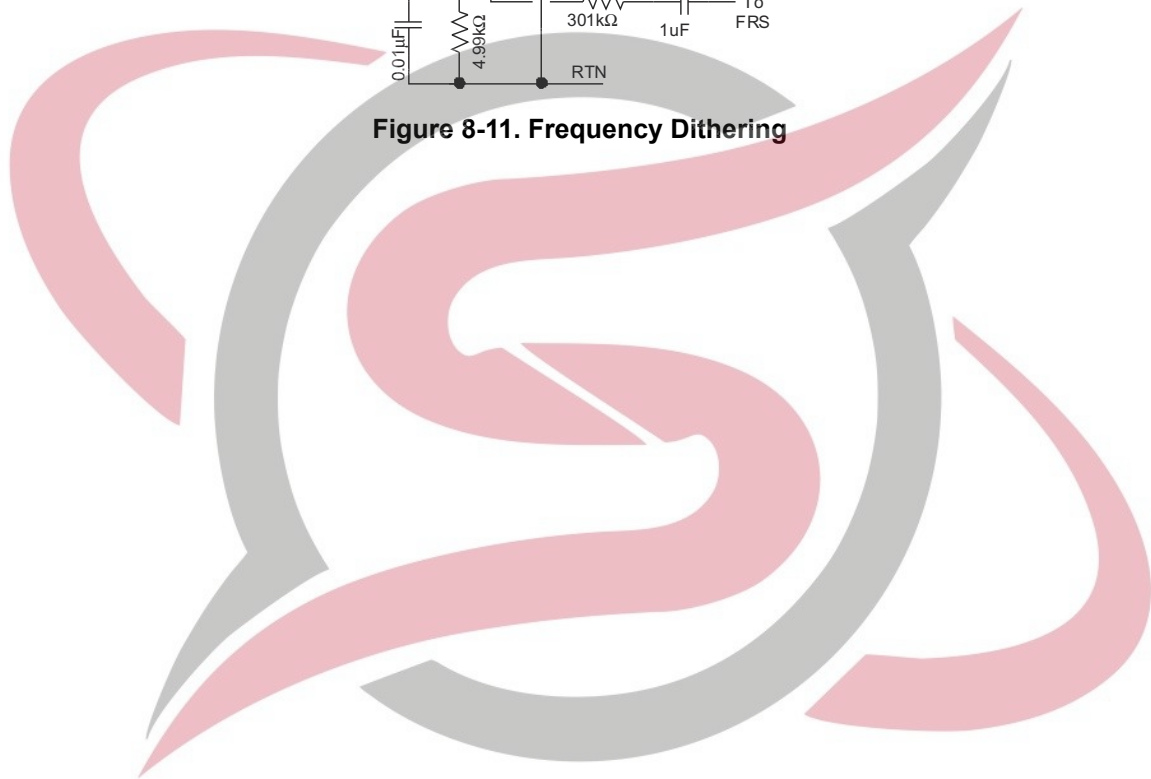 To
301kΩ
FRS
1uF
0.01µF
4.99kΩ
RTN
Figure 8-11. Frequency Dithering